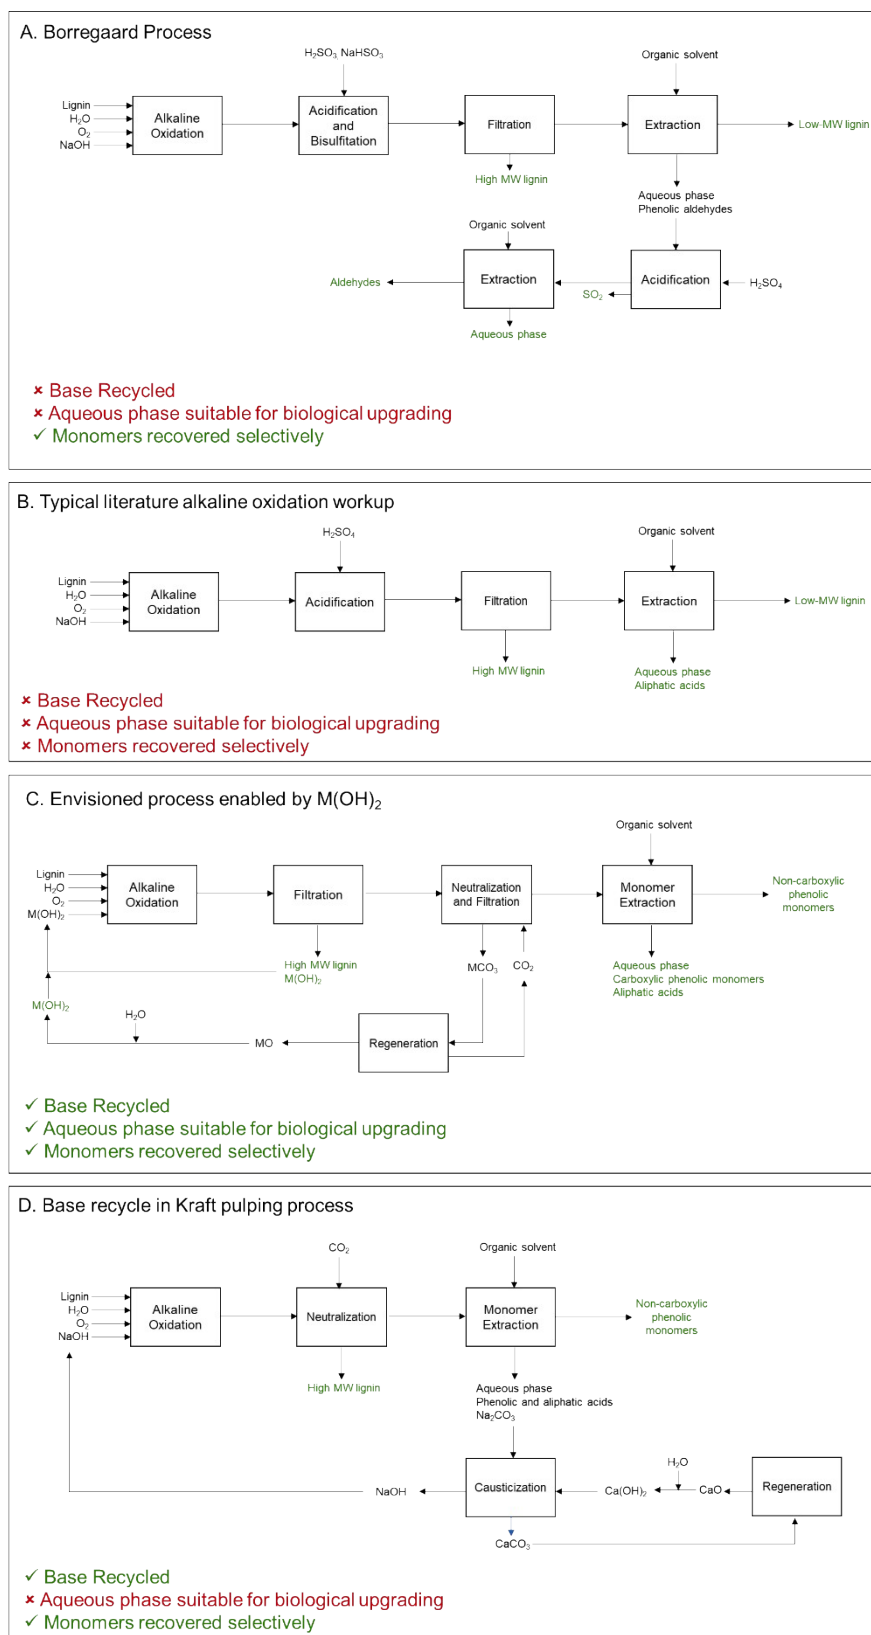 A. Borregaard Process
H₂SO₃, NaHSO₃
Organic solvent
Lignin
H₂O
O₂
NaOH
Alkaline
Oxidation
Acidification
and
Bisulfitation
Filtration
Extraction
Low-MW lignin
High MW lignin
Aqueous phase
Phenolic aldehydes
Organic solvent
Aldehydes
Extraction
SO₂
Acidification
H₂SO₄
Aqueous phase
✗ Base Recycled
✗ Aqueous phase suitable for biological upgrading
✓ Monomers recovered selectively
B. Typical literature alkaline oxidation workup
H₂SO₄
Organic solvent
Lignin
H₂O
O₂
NaOH
Alkaline
Oxidation
Acidification
Filtration
Extraction
Low-MW lignin
High MW lignin
Aqueous phase
Aliphatic acids
✗ Base Recycled
✗ Aqueous phase suitable for biological upgrading
✗ Monomers recovered selectively
C. Envisioned process enabled by M(OH)₂
Organic solvent
Lignin
H₂O
O₂
M(OH)₂
Alkaline
Oxidation
Filtration
Neutralization
and Filtration
Monomer
Extraction
Non-carboxylic
phenolic
monomers
High MW lignin
M(OH)₂
MCO₃
CO₂
Aqueous phase
Carboxylic phenolic monomers
Aliphatic acids
M(OH)₂
H₂O
MO
Regeneration
✓ Base Recycled
✓ Aqueous phase suitable for biological upgrading
✓ Monomers recovered selectively
D. Base recycle in Kraft pulping process
CO₂
Organic solvent
Lignin
H₂O
O₂
NaOH
Alkaline
Oxidation
Neutralization
Monomer
Extraction
Non-carboxylic
phenolic
monomers
High MW lignin
Aqueous phase
Phenolic and aliphatic acids
Na₂CO₃
NaOH
Causticization
Ca(OH)₂
H₂O
CaO
Regeneration
CaCO₃
✓ Base Recycled
✗ Aqueous phase suitable for biological upgrading
✓ Monomers recovered selectively